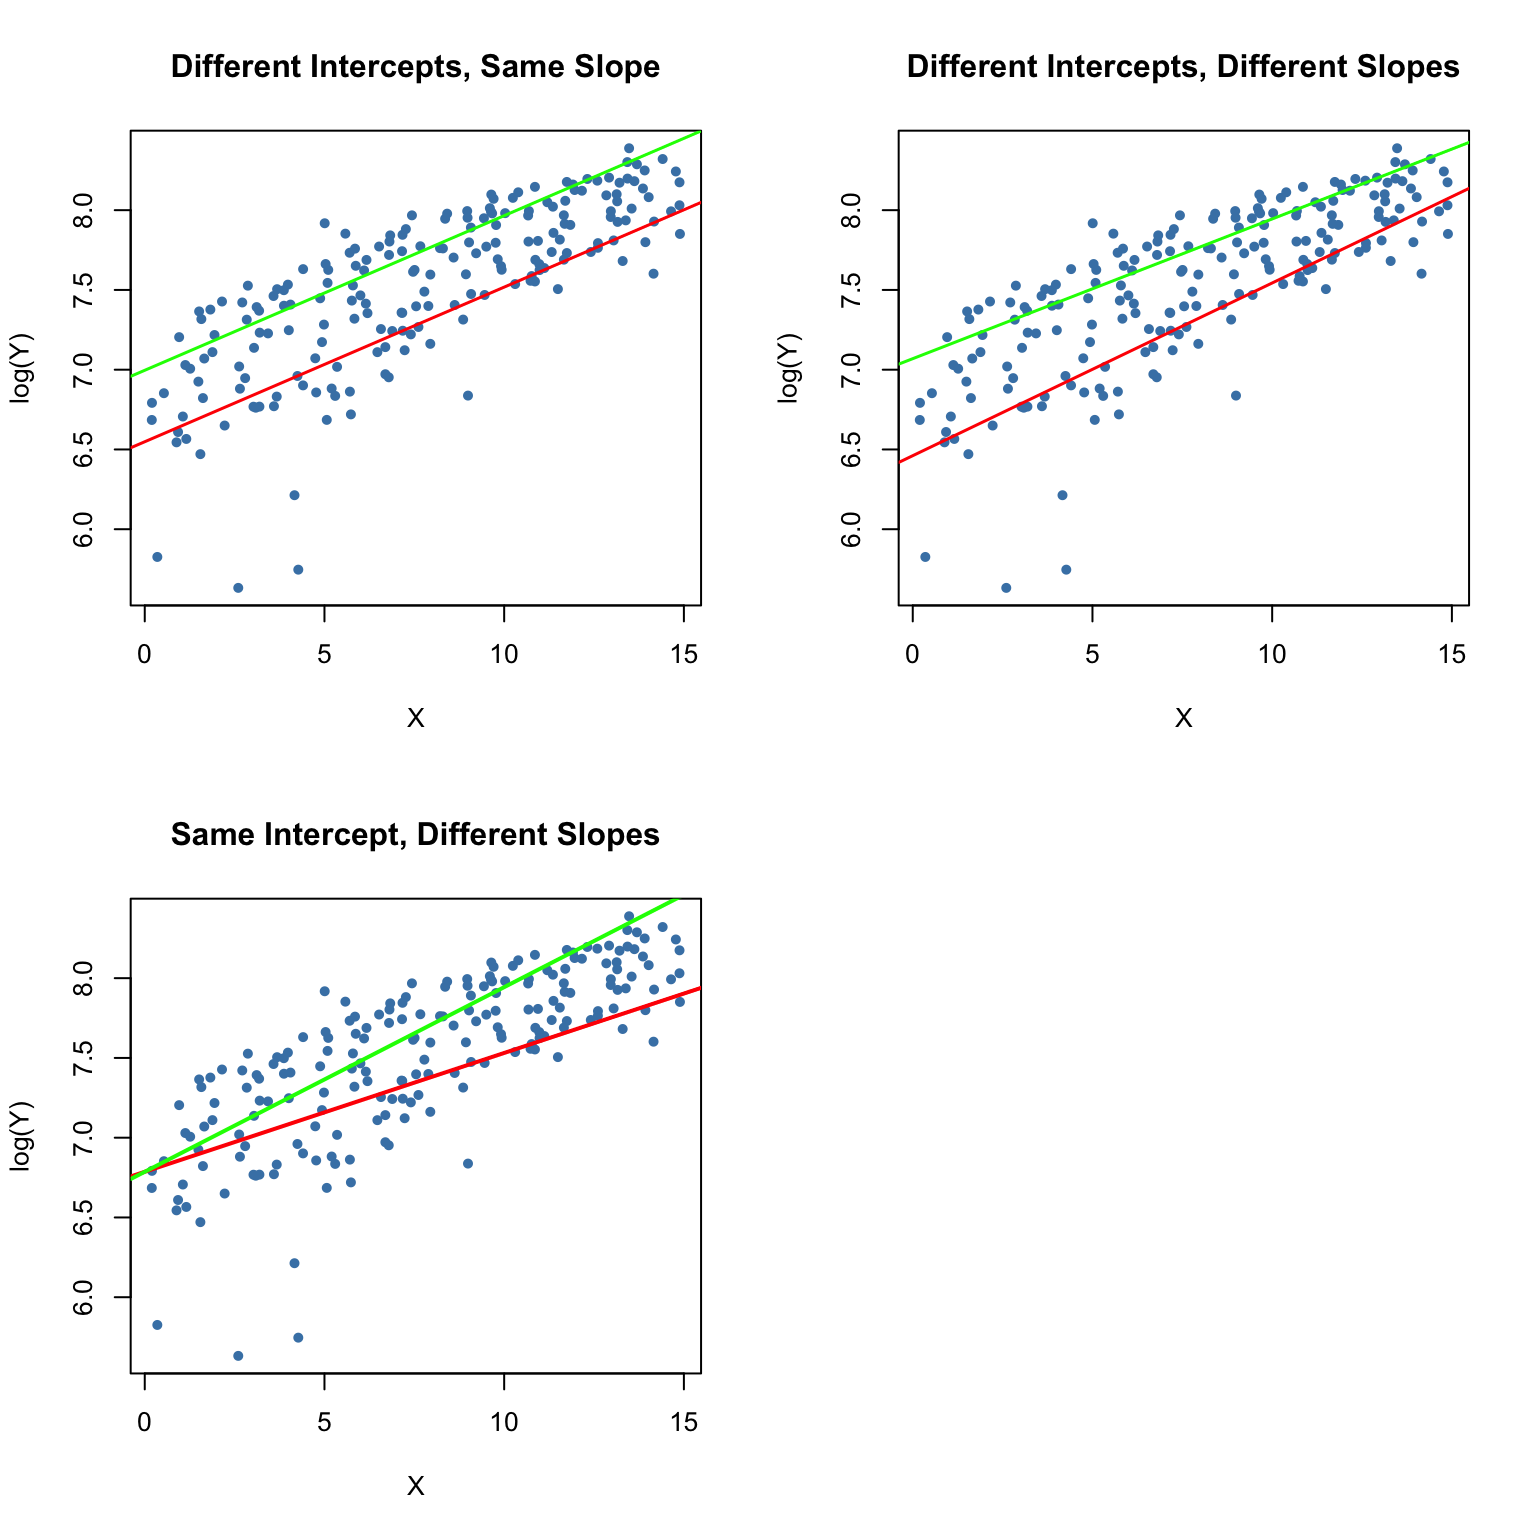 Different Intercepts, Same Slope
log(Y)
8.0
7.5
7.0
6.5
6.0
0 5 10 15
X
Different Intercepts, Different Slopes
log(Y)
8.0
7.5
7.0
6.5
6.0
0 5 10 15
X
Same Intercept, Different Slopes
log(Y)
8.0
7.5
7.0
6.5
6.0
0 5 10 15
X